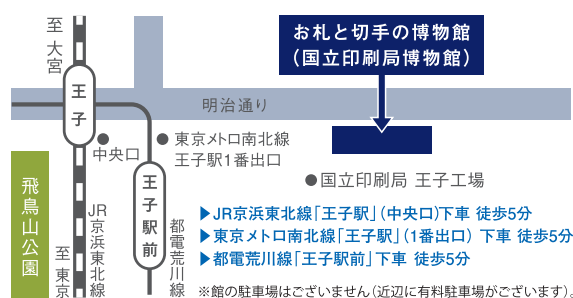 至大宮
お札と切手の博物館
（国立印刷局博物館）
王子
明治通り
中央口
東京メトロ南北線
王子駅1番出口
国立印刷局 王子工場
飛鳥山公園
王子駅前
JR京浜東北線
至東京
都電荒川線
▶JR京浜東北線「王子駅」（中央口）下車 徒歩5分
▶東京メトロ南北線「王子駅」（1番出口） 下車 徒歩5分
▶都電荒川線「王子駅前」下車 徒歩5分
※館の駐車場はございません（近辺に有料駐車場がございます）。